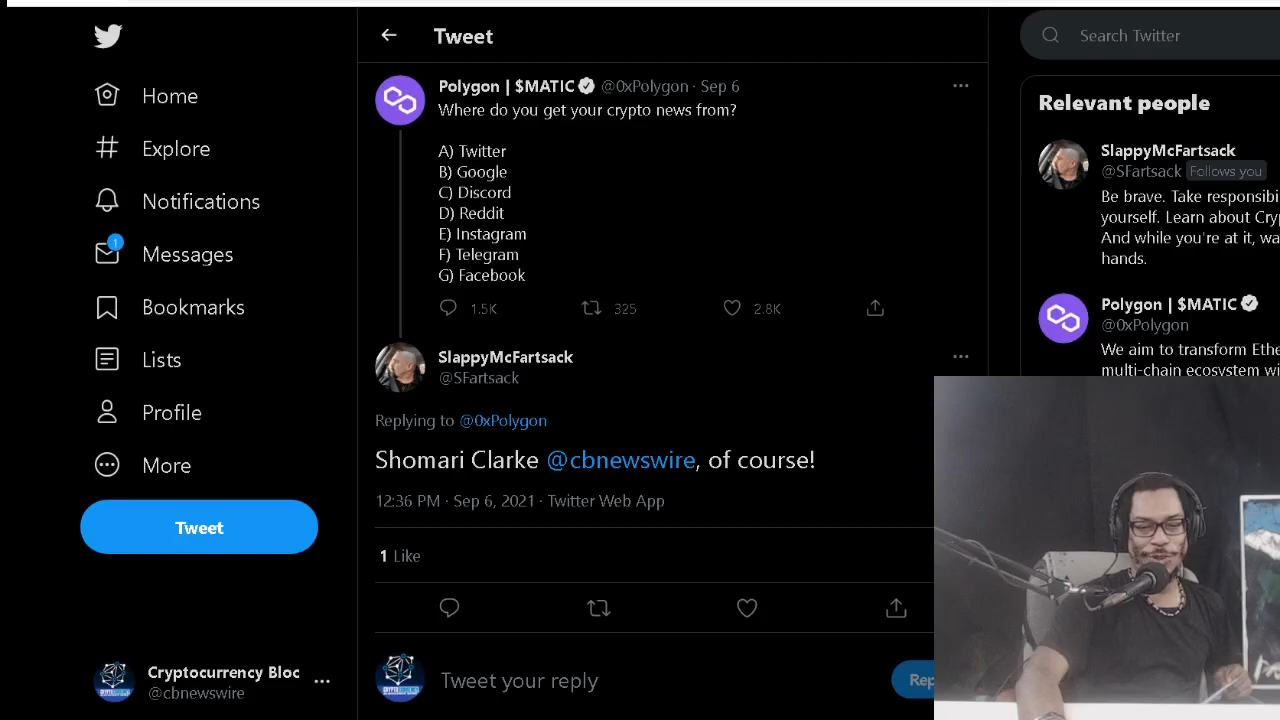 Home
Explore
Notifications
1
Messages
Bookmarks
Lists
Profile
More
Tweet
Cryptocurrency Bloc
@cbnewswire
Tweet
Polygon | $MATIC @0xPolygon · Sep 6
Where do you get your crypto news from?
A) Twitter
B) Google
C) Discord
D) Reddit
E) Instagram
F) Telegram
G) Facebook
1.5K 325 2.8K
SlappyMcFartsack
@SFartsack
Replying to @0xPolygon
Shomari Clarke @cbnewswire, of course!
12:36 PM · Sep 6, 2021 · Twitter Web App
1 Like
Tweet your reply
Rep
Search Twitter
Relevant people
SlappyMcFartsack
@SFartsack Follows you
Be brave. Take responsibi
yourself. Learn about Cry
And while you're at it, wa
hands.
Polygon | $MATIC
@0xPolygon
We aim to transform Ethe
multi-chain ecosystem wi